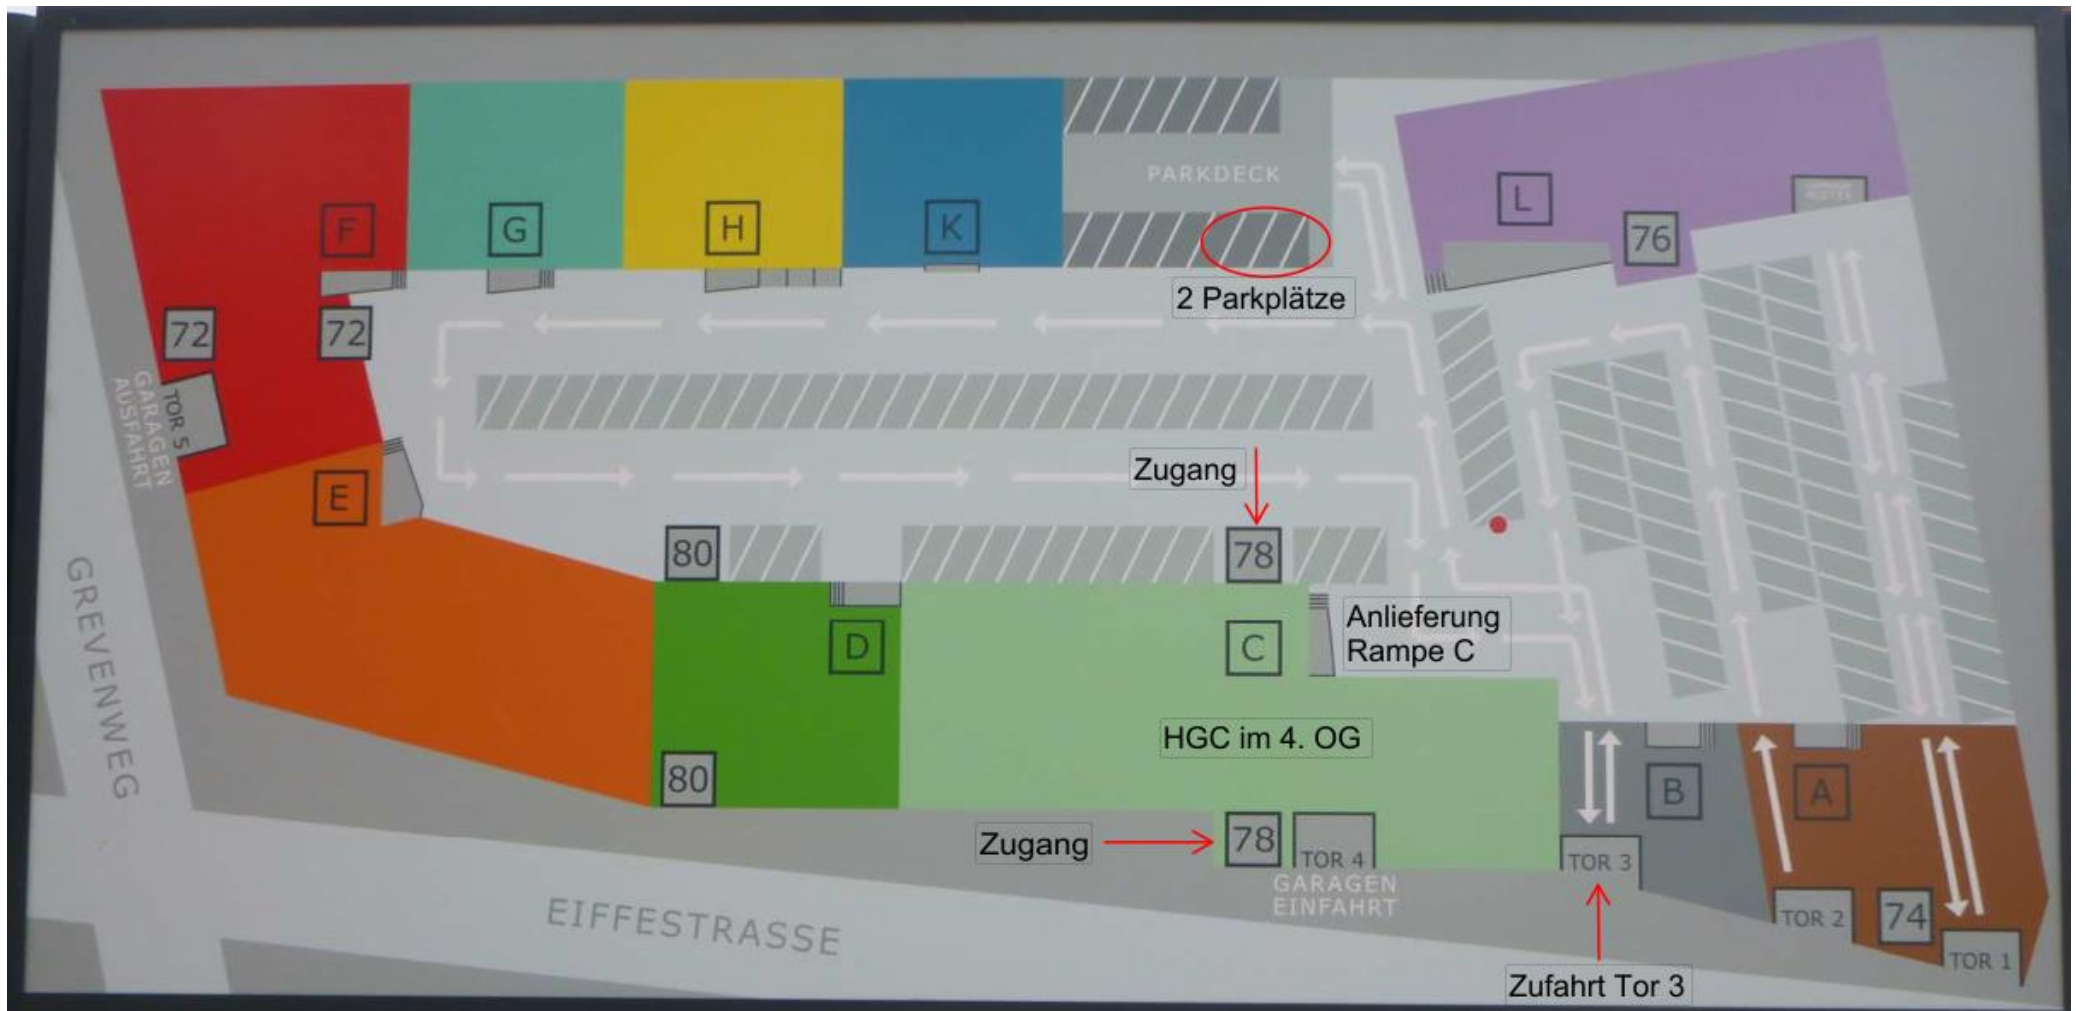 PARKDECK
L
F
G
H
K
76
2 Parkplätze
72
72
TOR 5
GARAGEN
AUSFAHRT
Zugang
E
80
78
D
C
Anlieferung
Rampe C
GREVENWEG
HGC im 4. OG
80
B
A
Zugang
78
TOR 4
GARAGEN
EINFAHRT
TOR 3
TOR 2
74
TOR 1
EIFFESTRASSE
Zufahrt Tor 3